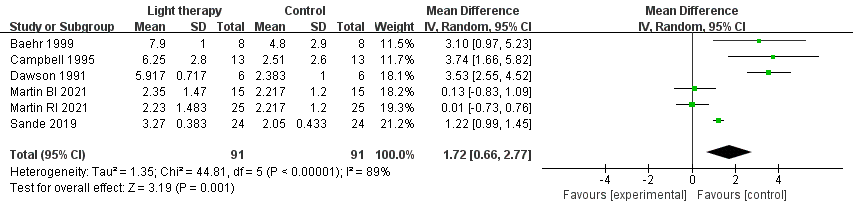 Light therapy Control Mean Difference Mean Difference
Study or Subgroup Mean SD Total Mean SD Total Weight IV, Random, 95% CI IV, Random, 95% CI
Baehr 1999 7.9 1 8 4.8 2.9 8 11.5% 3.10 [0.97, 5.23]
Campbell 1995 6.25 2.8 13 2.51 2.6 13 11.7% 3.74 [1.66, 5.82]
Dawson 1991 5.917 0.717 6 2.383 1 6 18.1% 3.53 [2.55, 4.52]
Martin BI 2021 2.35 1.47 15 2.217 1.2 15 18.2% 0.13 [-0.83, 1.09]
Martin RI 2021 2.23 1.483 25 2.217 1.2 25 19.3% 0.01 [-0.73, 0.76]
Sande 2019 3.27 0.383 24 2.05 0.433 24 21.2% 1.22 [0.99, 1.45]
Total (95% CI) 91 91 100.0% 1.72 [0.66, 2.77]
Heterogeneity: Tau² = 1.35; Chi² = 44.81, df = 5 (P < 0.00001); I² = 89%
Test for overall effect: Z = 3.19 (P = 0.001)
-4 -2 0 2 4
Favours [experimental] Favours [control]